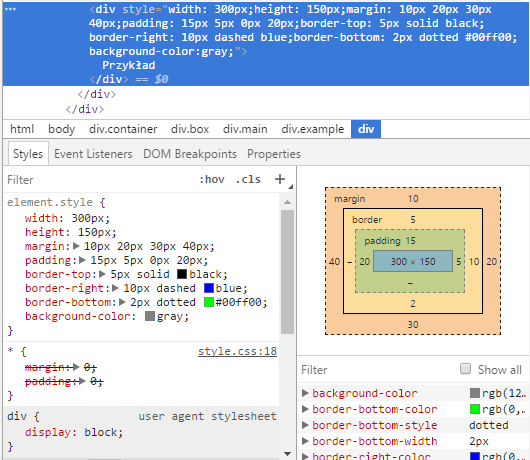 <div style="width: 300px;height: 150px;margin: 10px 20px 30px
40px;padding: 15px 5px 0px 20px;border-top: 5px solid black;
border-right: 10px dashed blue;border-bottom: 2px dotted #00ff00;
background-color:gray;">
Przykład
</div> == $0
</div>
</div>
html body div.container div.box div.main div.example div
Styles Event Listeners DOM Breakpoints Properties
Filter :hov .cls +
element.style {
width: 300px;
height: 150px;
margin: 10px 20px 30px 40px;
padding: 15px 5px 0px 20px;
border-top: 5px solid black;
border-right: 10px dashed blue;
border-bottom: 2px dotted #00ff00;
background-color: gray;
}
* { style.css:18
margin: 0;
padding: 0;
}
div { user agent stylesheet
display: block;
}
margin 10
border 5
padding 15
40 – 20 300 × 150 5 10 20
–
2
30
Filter Show all
background-color rgb(12…
border-bottom-color rgb(0,…
border-bottom-style dotted
border-bottom-width 2px
border-right-color rgb(0,…